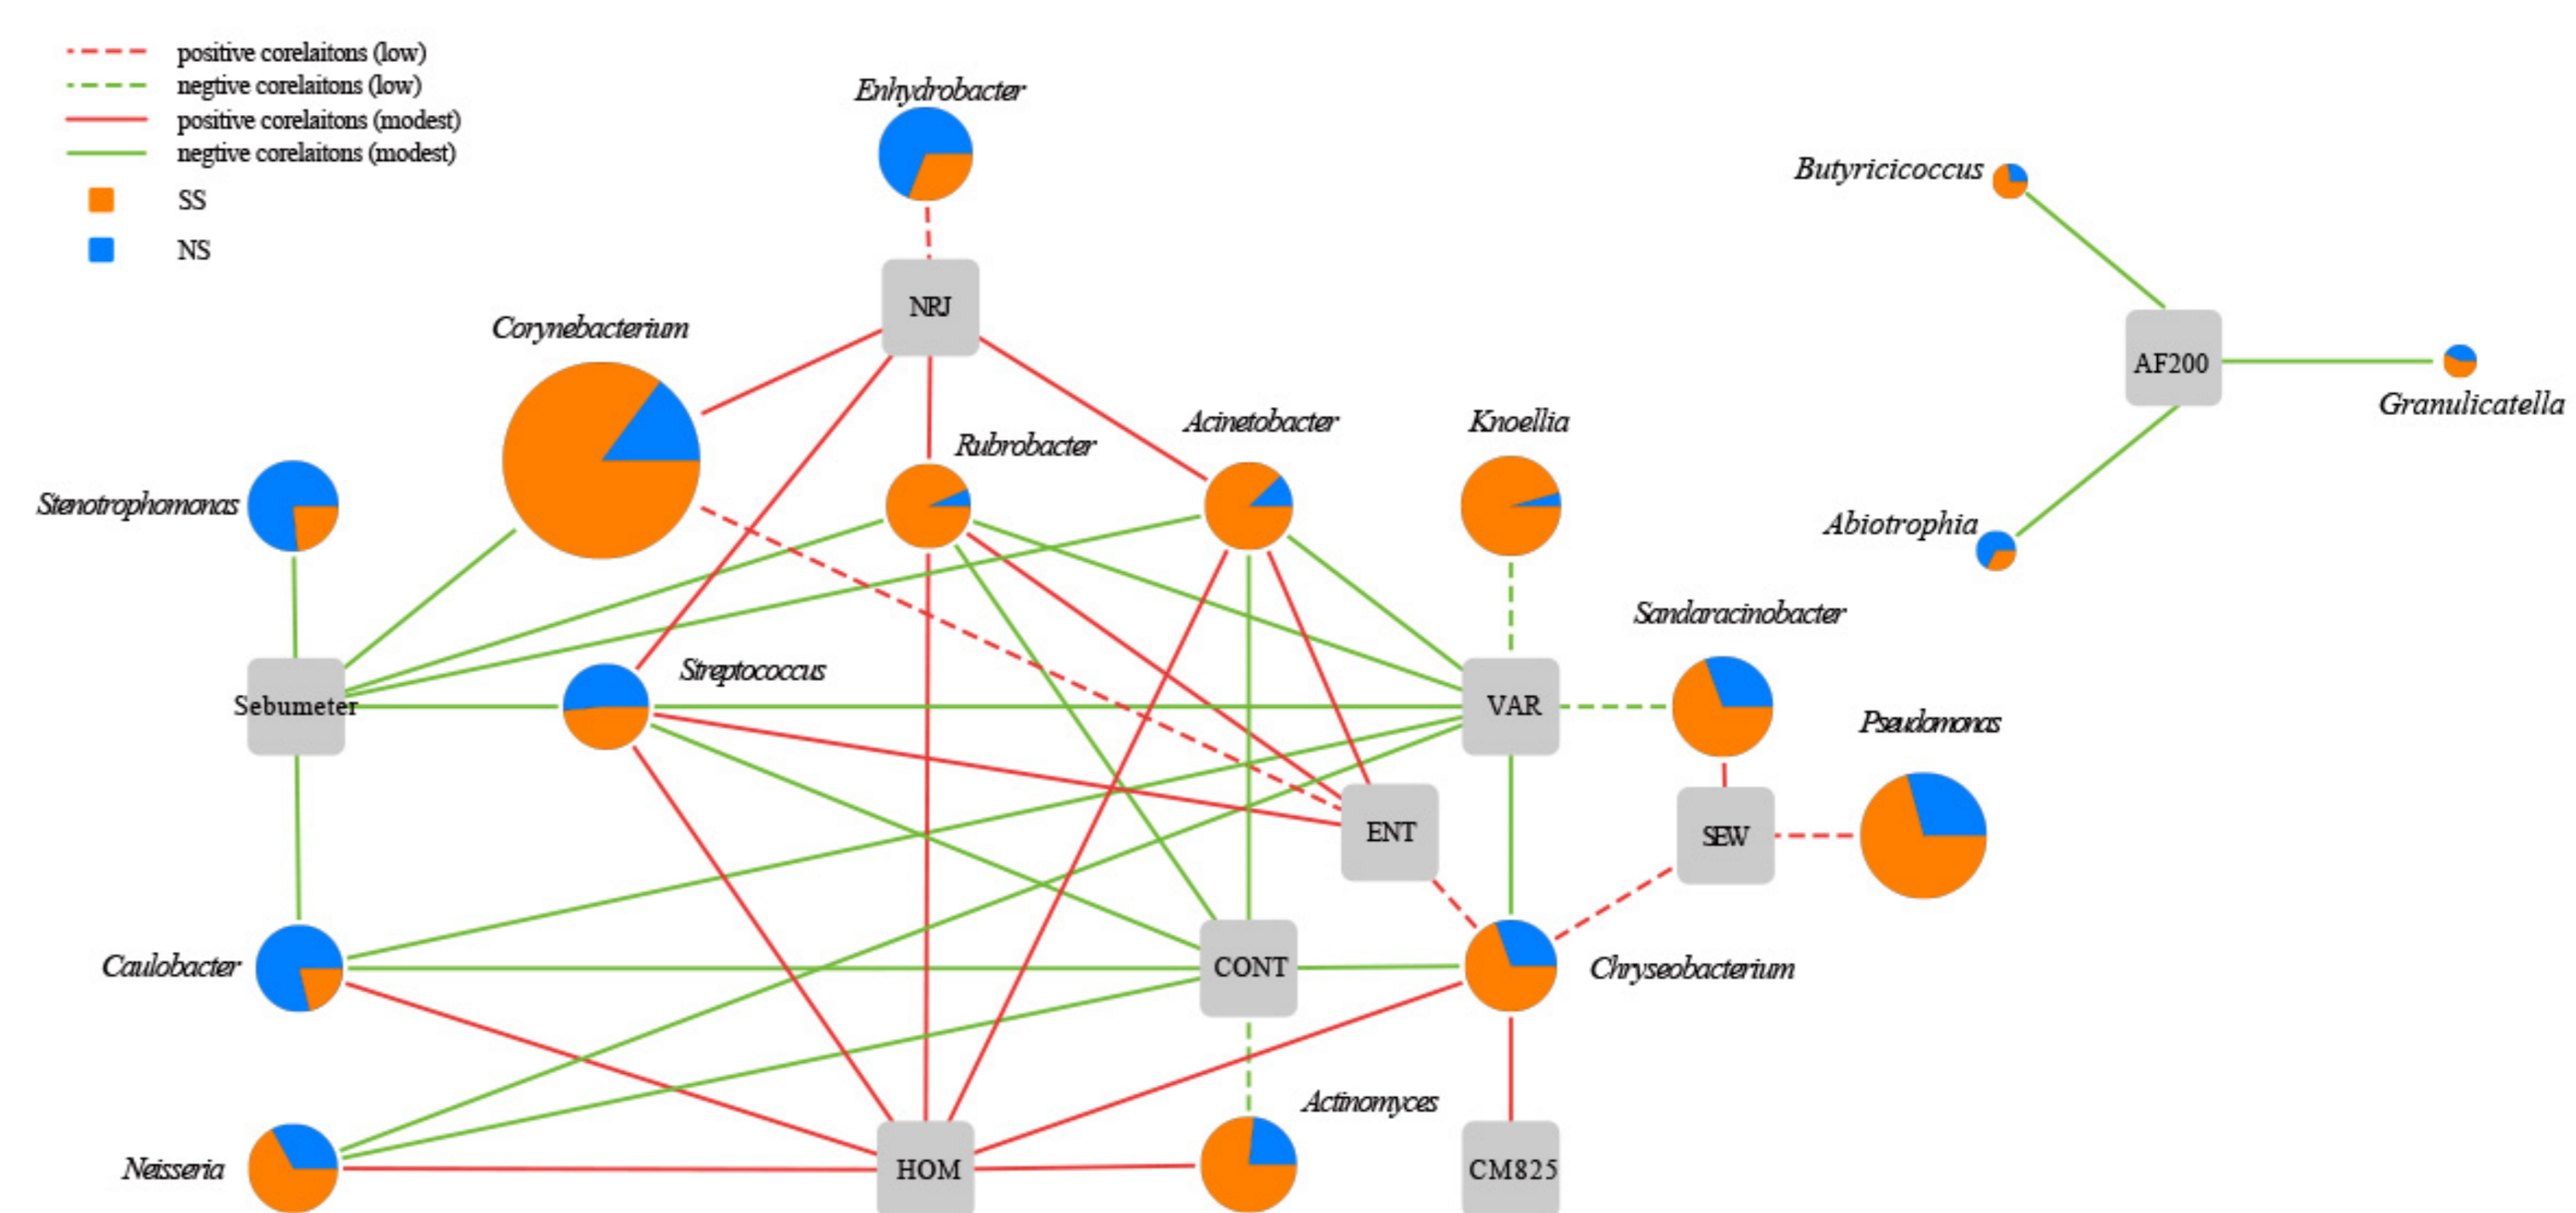 positive corelaitons (low)
negtive corelaitons (low)
positive corelaitons (modest)
negtive corelaitons (modest)
SS
NS
Enhydrobacter
Butyricicoccus
NRJ
Corynebacterium
AF200
Granulicatella
Acinetobacter
Knoellia
Rubrobacter
Stenotrophomonas
Abiotrophia
Sandaracinobacter
Streptococcus
Sebumeter
VAR
Pseudomonas
ENT
SEW
Caulobacter
CONT
Chryseobacterium
Actinomyces
Neisseria
HOM
CM825